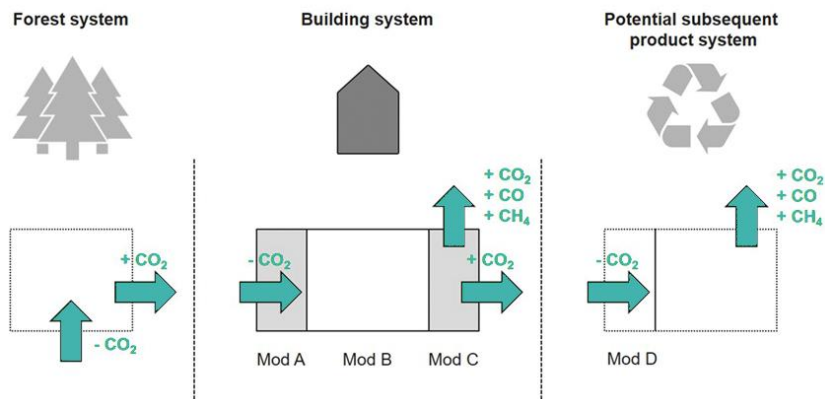 Forest system
Building system
Potential subsequent
product system
+ CO₂
- CO₂
- CO₂
+ CO₂
+ CO
+ CH₄
+ CO₂
Mod A
Mod B
Mod C
- CO₂
+ CO₂
+ CO
+ CH₄
Mod D